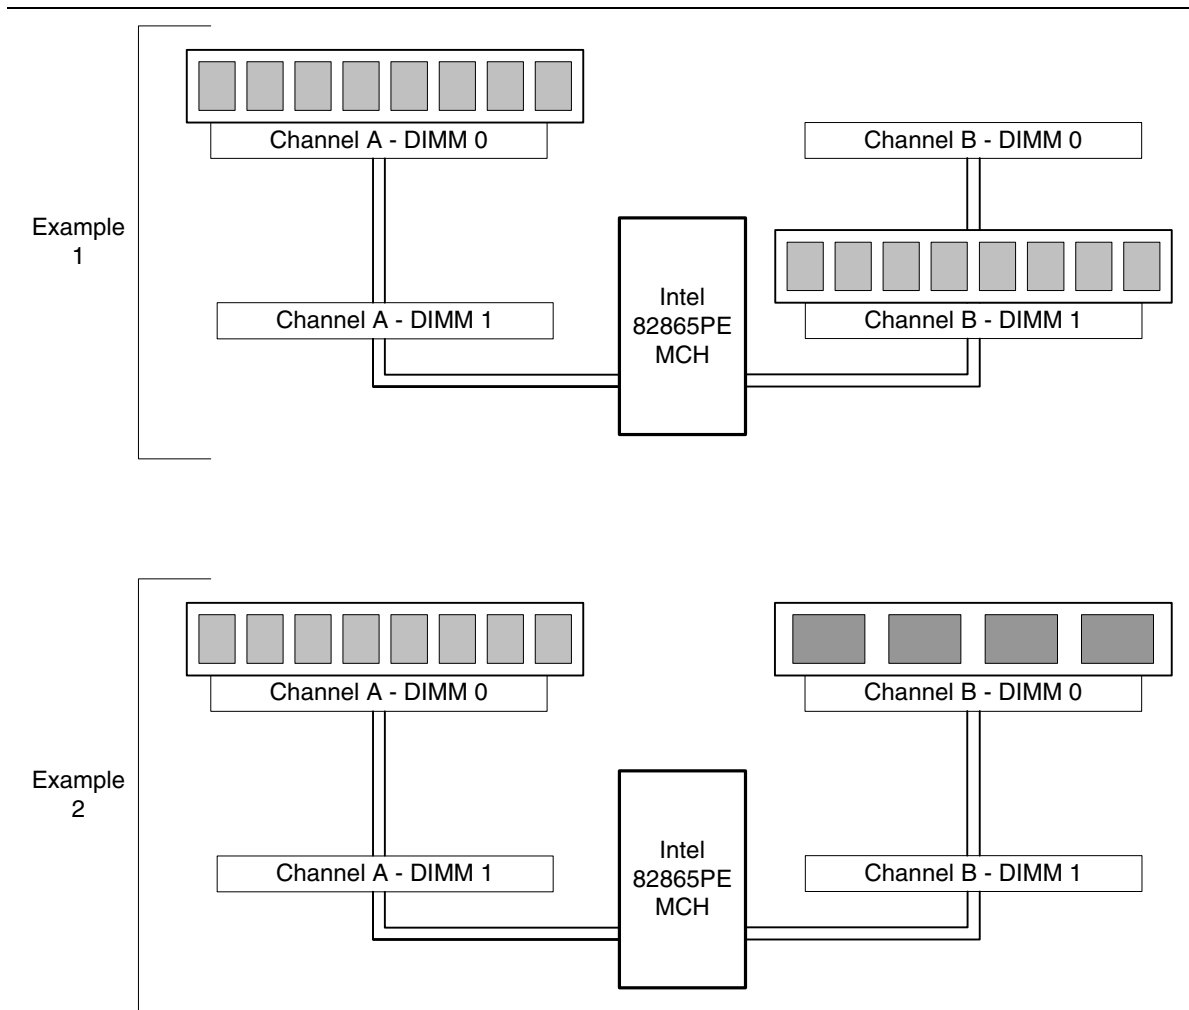 Channel A - DIMM 0
Channel B - DIMM 0
Example
1
Channel A - DIMM 1
Intel
82865PE
MCH
Channel B - DIMM 1
Channel A - DIMM 0
Channel B - DIMM 0
Example
2
Channel A - DIMM 1
Intel
82865PE
MCH
Channel B - DIMM 1